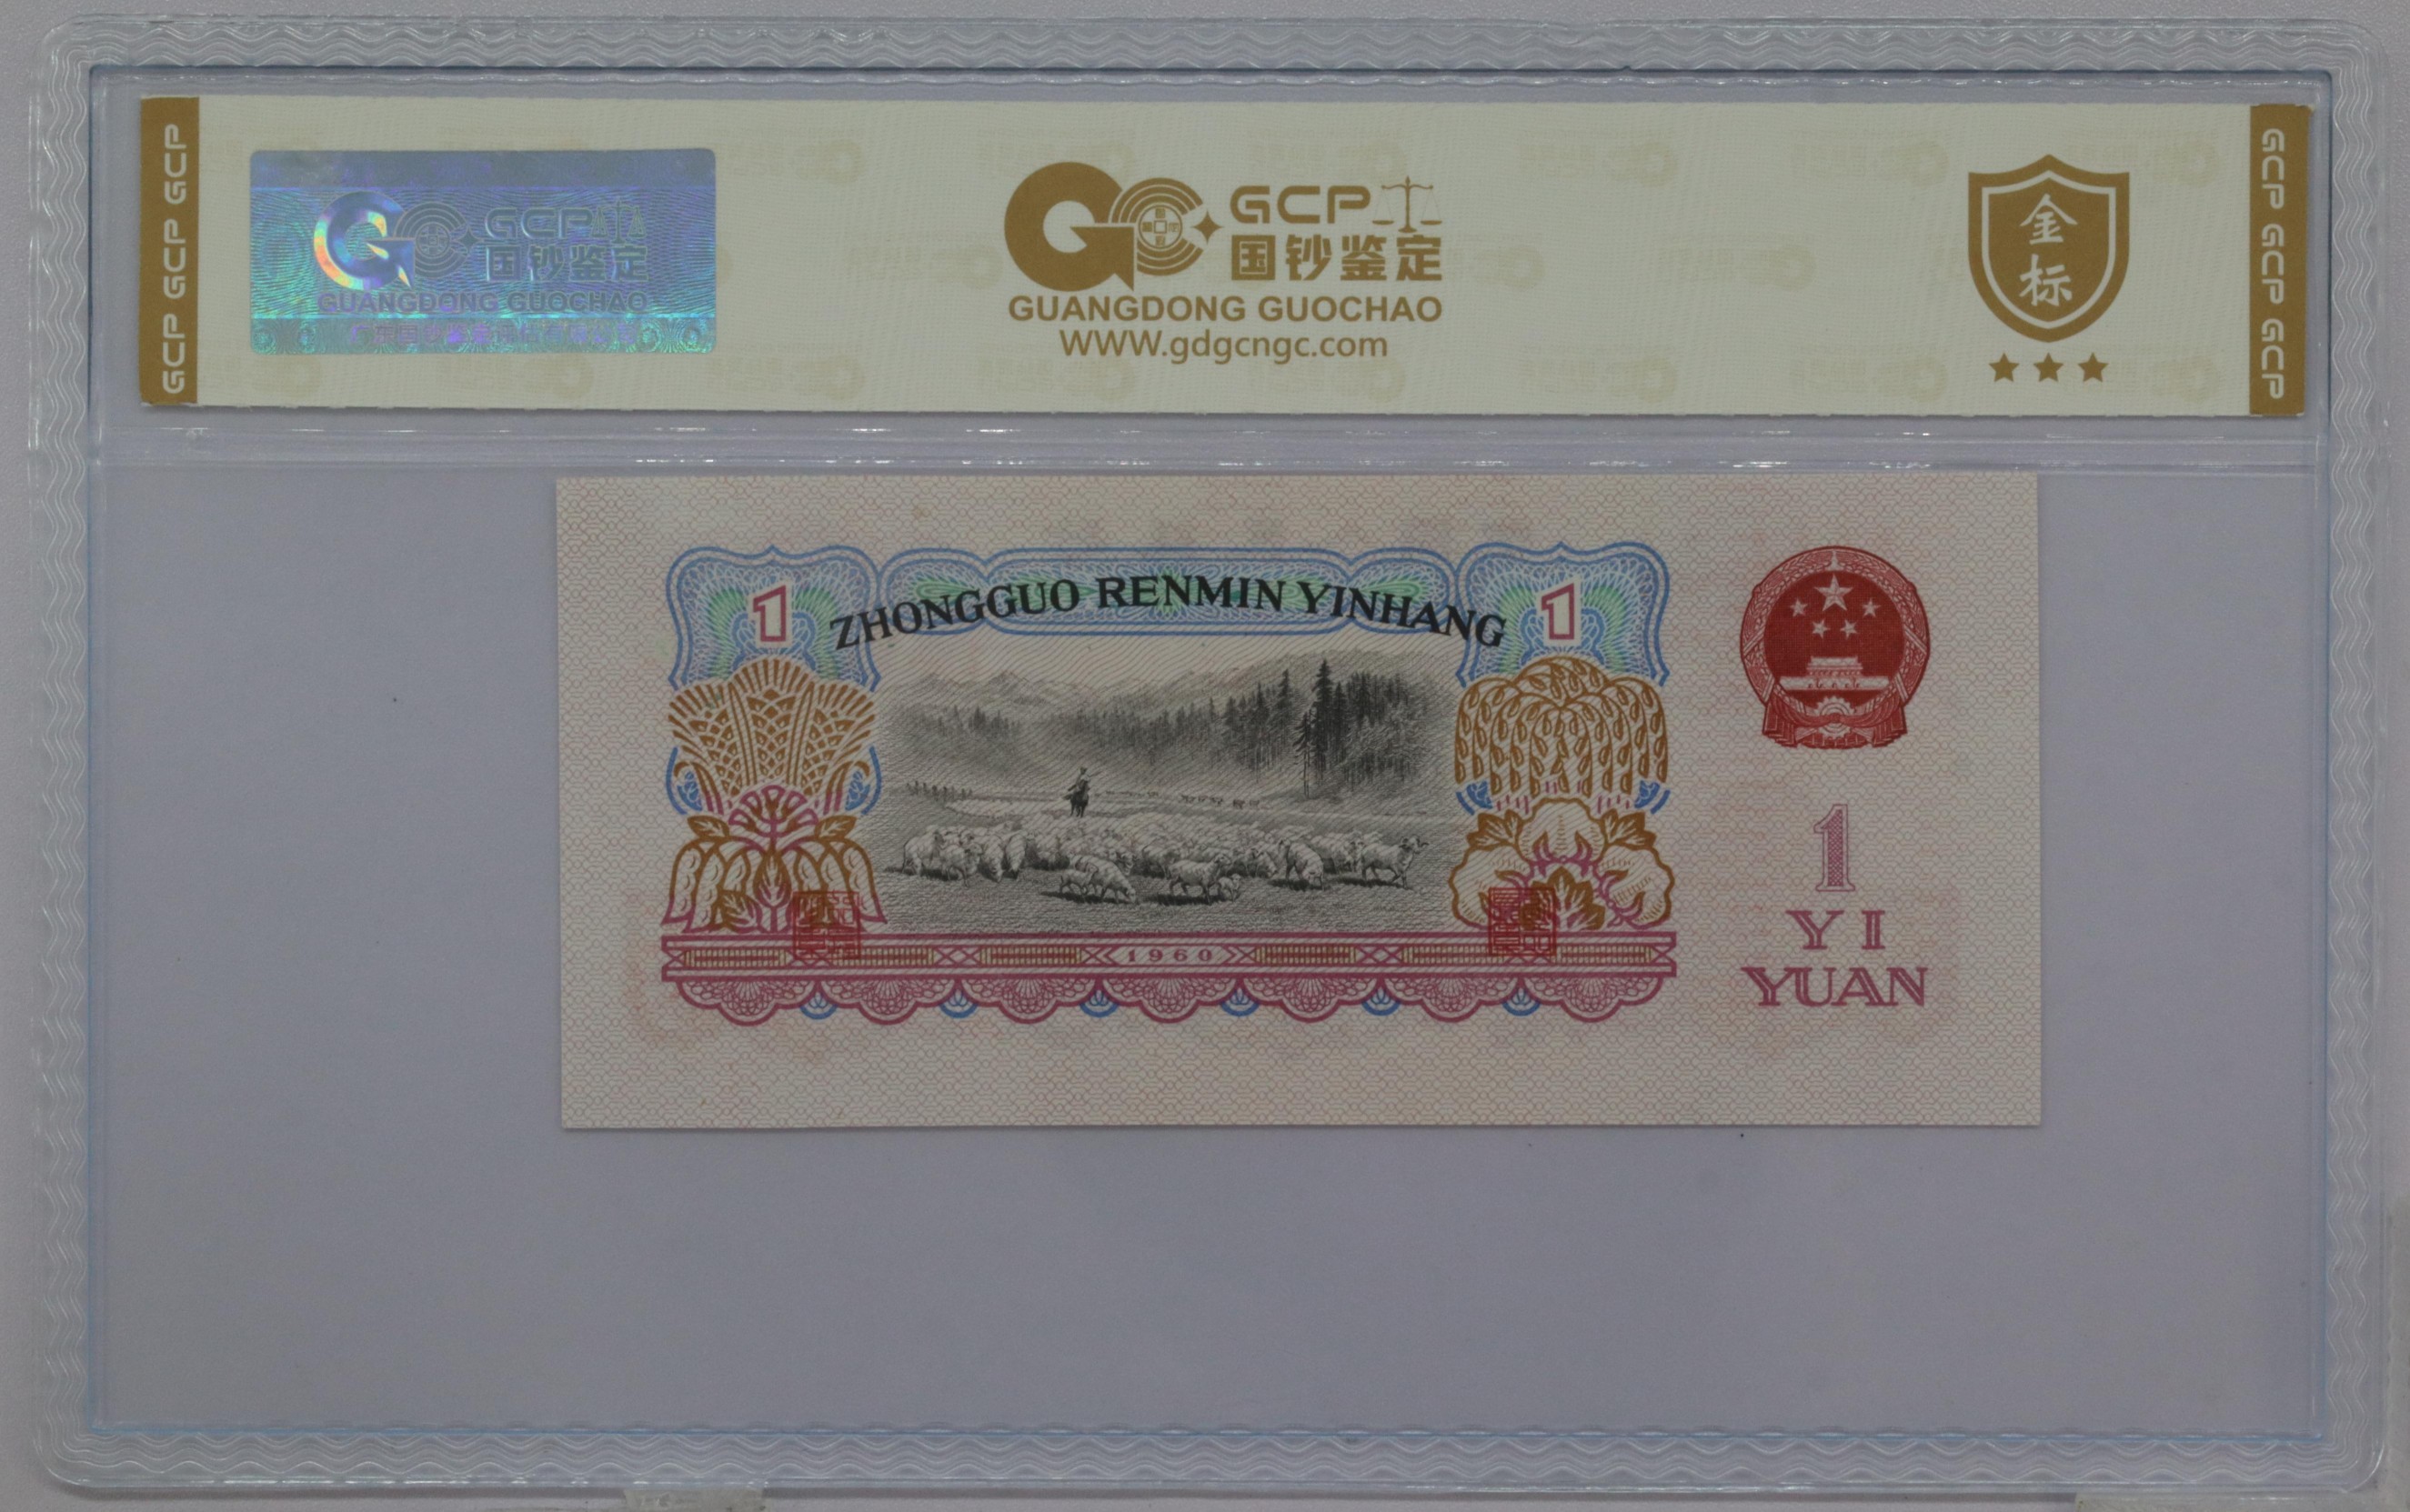 GCP GCP GCP
GCP
国钞鉴定
GUANGDONG GUOCHAO
GCP
国钞鉴定
GUANGDONG GUOCHAO
www.gdgcngc.com
金
标
GCP GCP GCP
ZHONGGUO RENMIN YINHANG
1
1
1960
1
YI
YUAN